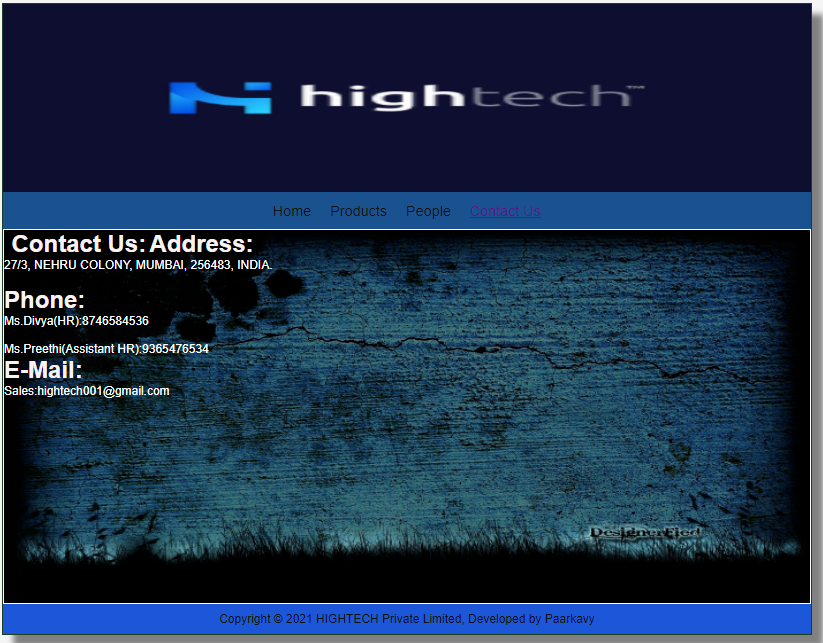 hightech™
Home Products People Contact Us
Contact Us: Address:
27/3, NEHRU COLONY, MUMBAI, 256483, INDIA.
Phone:
Ms.Divya(HR):8746584536
Ms.Preethi(Assistant HR):9365476534
E-Mail:
Sales:hightech001@gmail.com
DesignerFied
Copyright © 2021 HIGHTECH Private Limited, Developed by Paarkavy